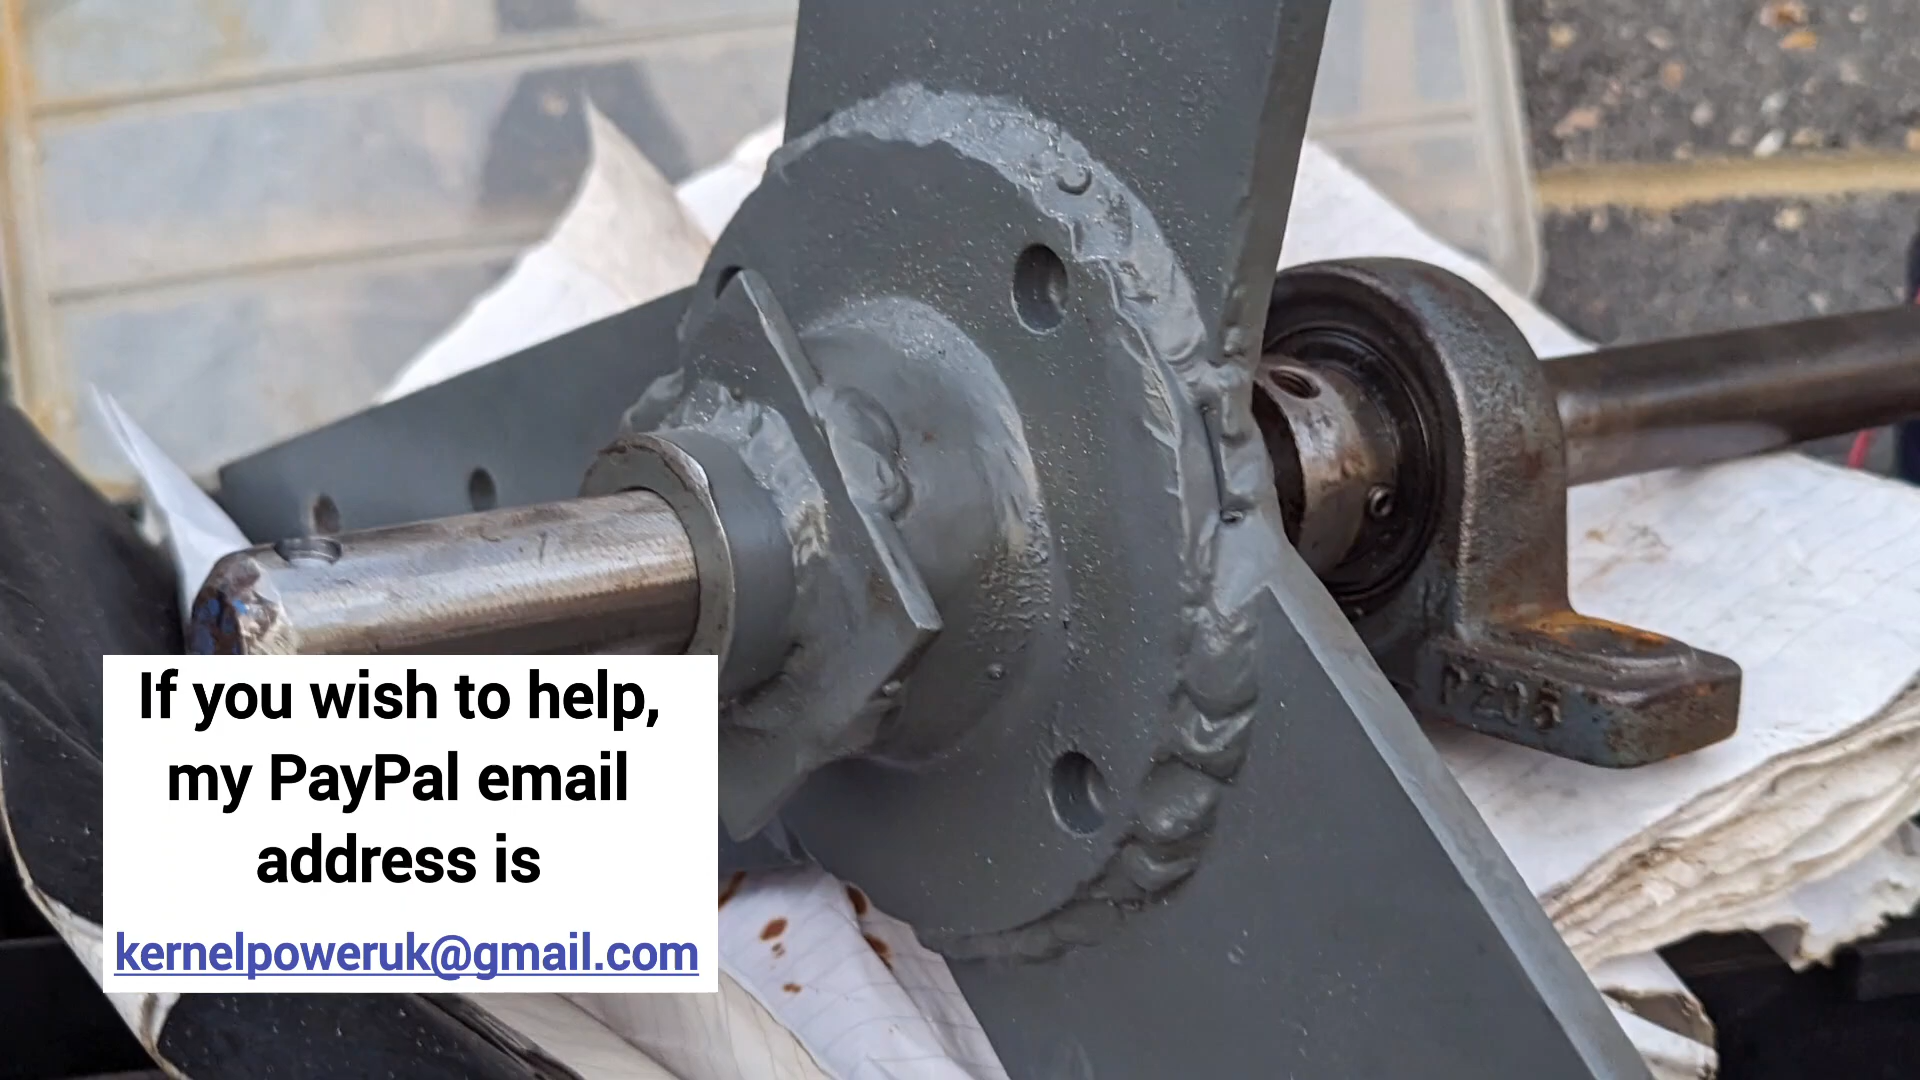 If you wish to help,
my PayPal email
address is
kernelpoweruk@gmail.com
P205